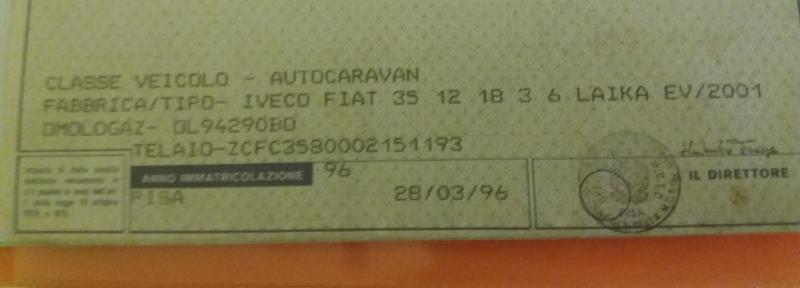 CLASSE VEICOLO - AUTOCARAVAN
FABBRICA/TIPO- IVECO FIAT 35 12 18 3 6 LAIKA EV/2001
OMOLOGAZ- OL94290BO
TELAIO-ZCFC3580002151193
ANNO IMMATRICOLAZIONE 96
PISA 28/03/96
IL DIRETTORE
PISA